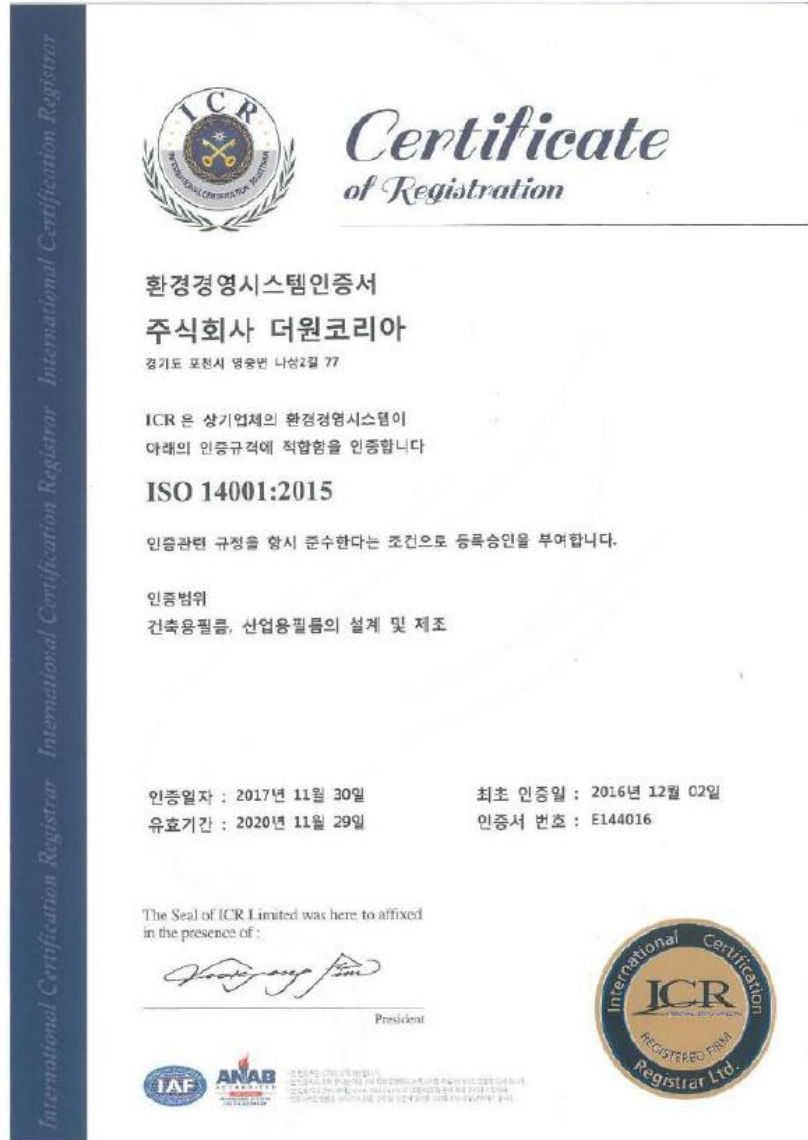 ICR
INTERNATIONAL CERTIFICATION REGISTRAR
Certificate
of Registration
환경경영시스템인증서
주식회사 더원코리아
경기도 포천시 영중면 나상2길 77
ICR 은 상기업체의 환경경영시스템이
아래의 인증규격에 적합함을 인증합니다
ISO 14001:2015
인증관련 규정을 항시 준수한다는 조건으로 등록승인을 부여합니다.
인증범위
건축용필름, 산업용필름의 설계 및 제조
인증일자 : 2017년 11월 30일
최초 인증일 : 2016년 12월 02일
유효기간 : 2020년 11월 29일
인증서 번호 : E144016
The Seal of ICR Limited was here to affixed
in the presence of :
President
IAF
ANAB
ACCREDITED
International Certification
ICR
REGISTERED FIRM
Registrar Ltd.
International Certification Registrar International Certification Registrar International Certification Registrar